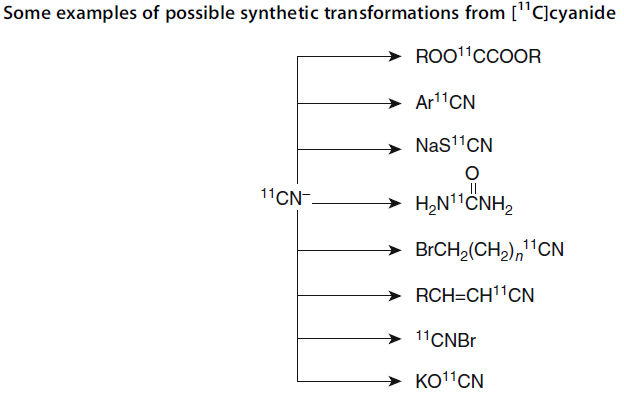 Some examples of possible synthetic transformations from [¹¹C]cyanide
ROO¹¹CCOOR
Ar¹¹CN
NaS¹¹CN
O
¹¹CN⁻
H₂N¹¹CNH₂
BrCH₂(CH₂)ₙ¹¹CN
RCH=CH¹¹CN
¹¹CNBr
KO¹¹CN